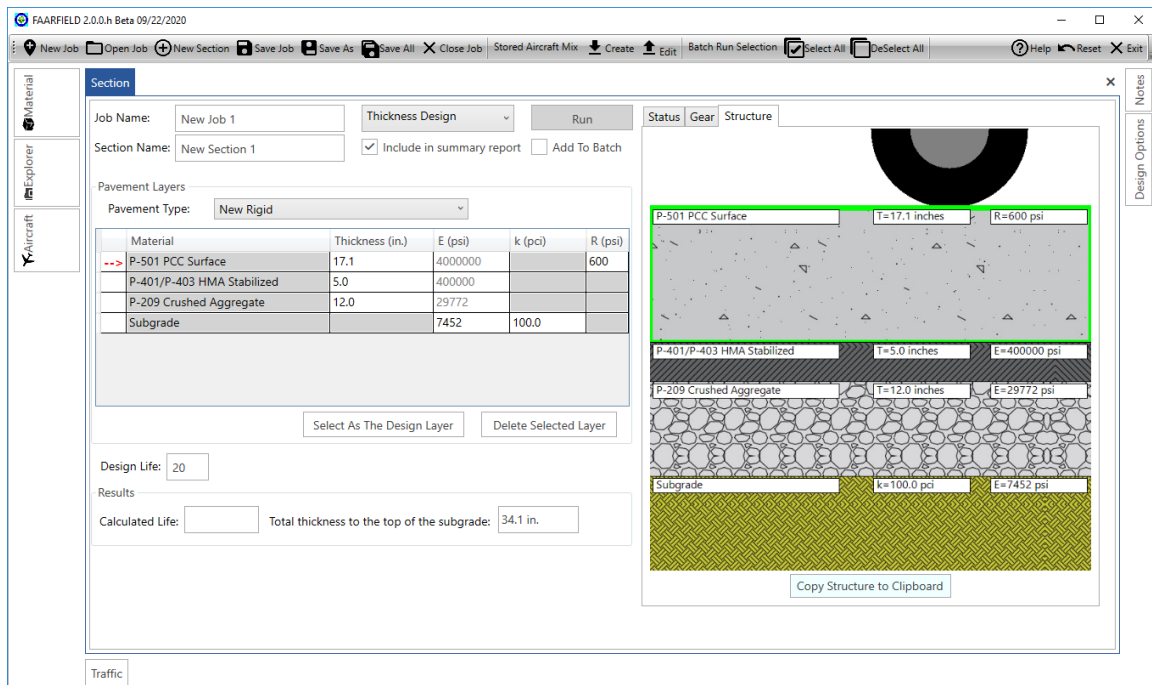 FAARFIELD 2.0.0.h Beta 09/22/2020
New Job Open Job New Section Save Job Save As Save All Close Job Stored Aircraft Mix Create Edit Batch Run Selection Select All DeSelect All Help Reset Exit
Material
Explorer
Aircraft
Section
Job Name: New Job 1 Thickness Design Run
Section Name: New Section 1 Include in summary report Add To Batch
Pavement Layers
Pavement Type: New Rigid
Material Thickness (in.) E (psi) k (pci) R (psi)
--> P-501 PCC Surface 17.1 4000000 600
P-401/P-403 HMA Stabilized 5.0 400000
P-209 Crushed Aggregate 12.0 29772
Subgrade 7452 100.0
Select As The Design Layer Delete Selected Layer
Design Life: 20
Results
Calculated Life: Total thickness to the top of the subgrade: 34.1 in.
Status Gear Structure
P-501 PCC Surface T=17.1 inches R=600 psi
P-401/P-403 HMA Stabilized T=5.0 inches E=400000 psi
P-209 Crushed Aggregate T=12.0 inches E=29772 psi
Subgrade k=100.0 pci E=7452 psi
Copy Structure to Clipboard
Notes
Design Options
Traffic